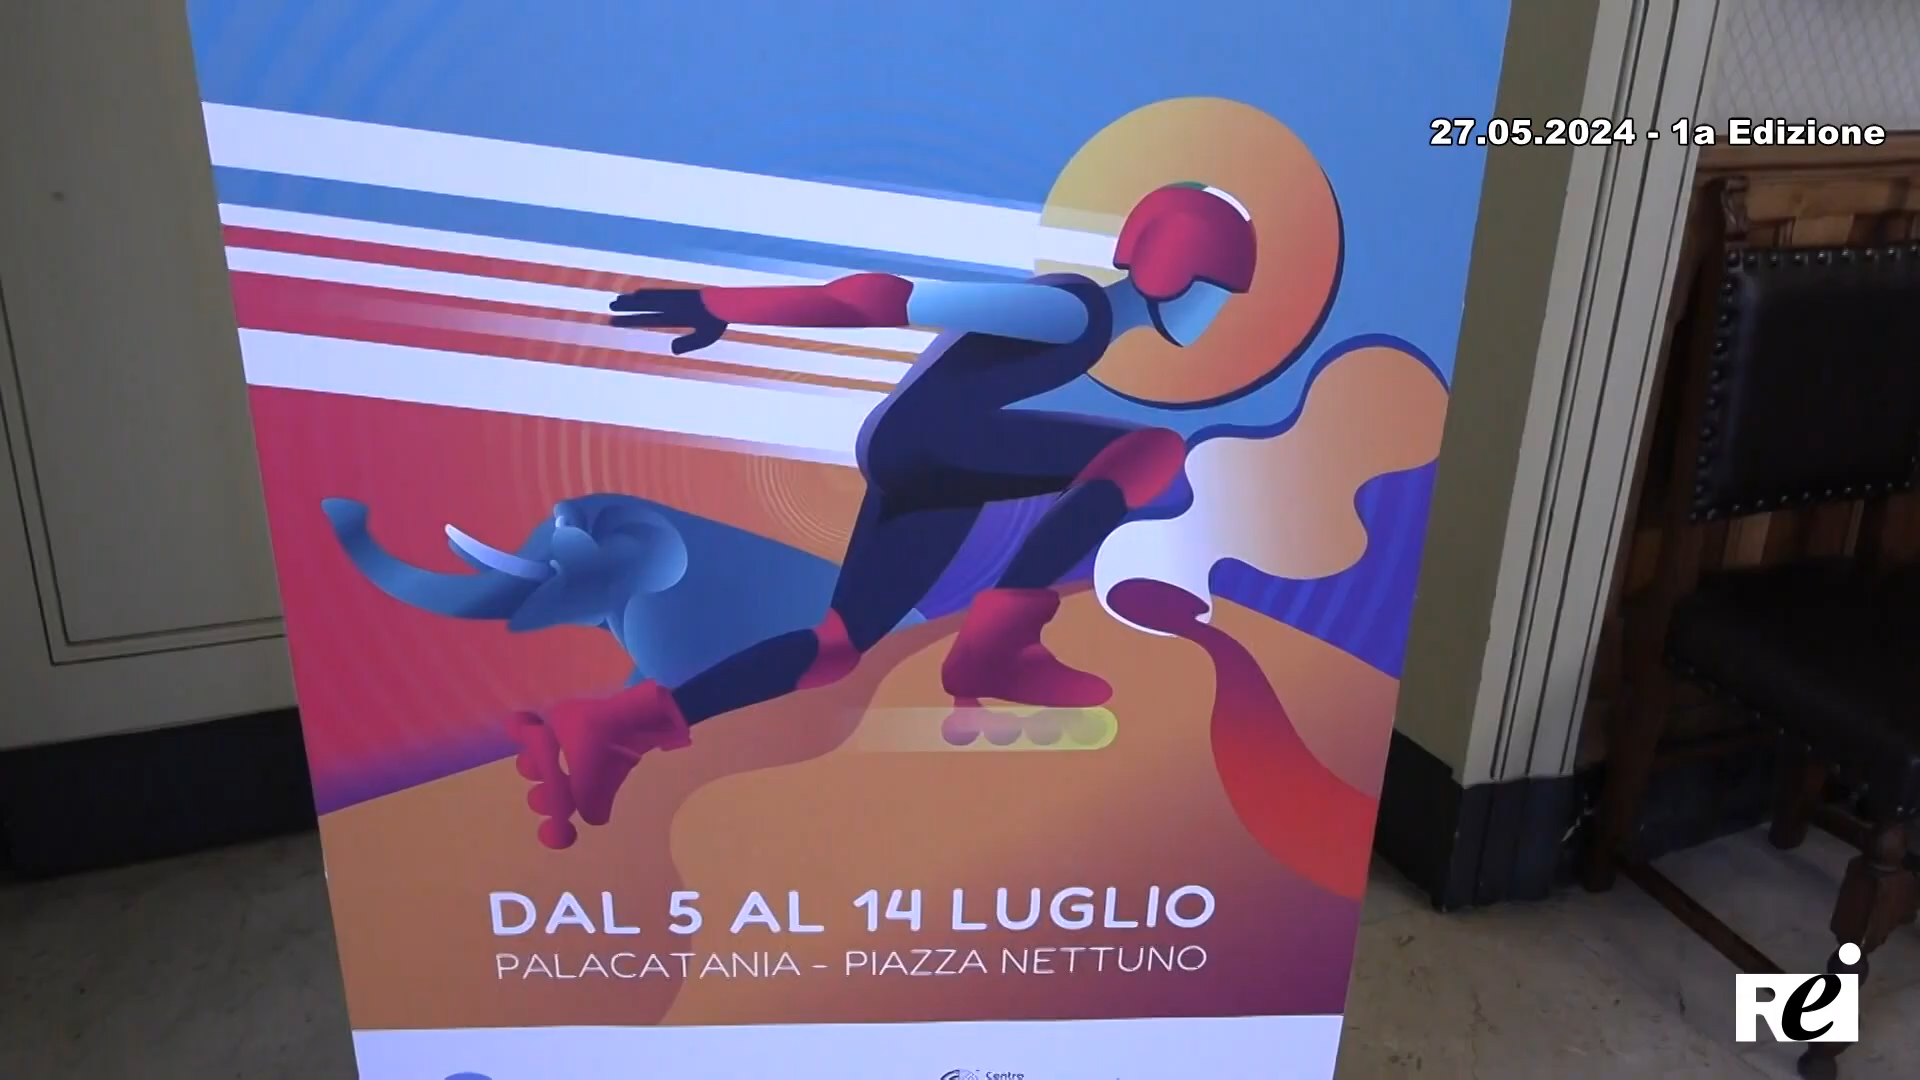 27.05.2024 - 1a Edizione
DAL 5 AL 14 LUGLIO
PALACATANIA - PIAZZA NETTUNO
Rei
Centro